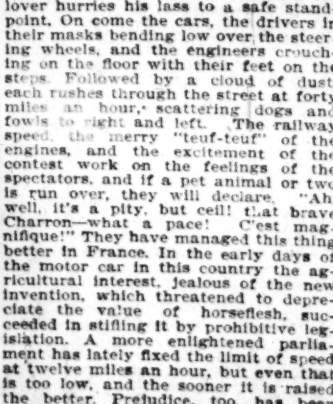 lover hurries his lass to a safe stand-
point. On come the cars, the drivers in
their masks bending low over the steer-
ing wheels, and the engineers crouch-
ing on the floor with their feet on the
steps. Followed by a cloud of dust
each rushes through the street at forty
miles an hour, scattering dogs and
fowls to right and left. The railway
speed, the merry "teuf-teuf" of the
engines, and the excitement of the
contest work on the feelings of the
spectators, and if a pet animal or two
is run over, they will declare, "Ah
well, it's a pity, but ceil! that brave
Charron—what a pace! C'est mag-
nifique!" They have managed this thing
better in France. In the early days of
the motor car in this country the ag-
ricultural interest, jealous of the new
invention, which threatened to depre-
ciate the value of horseflesh, suc-
ceeded in stifling it by prohibitive leg-
islation. A more enlightened parlia-
ment has lately fixed the limit of speed
at twelve miles an hour, but even that
is too low, and the sooner it is raised
the better. Prejudice, too, has been